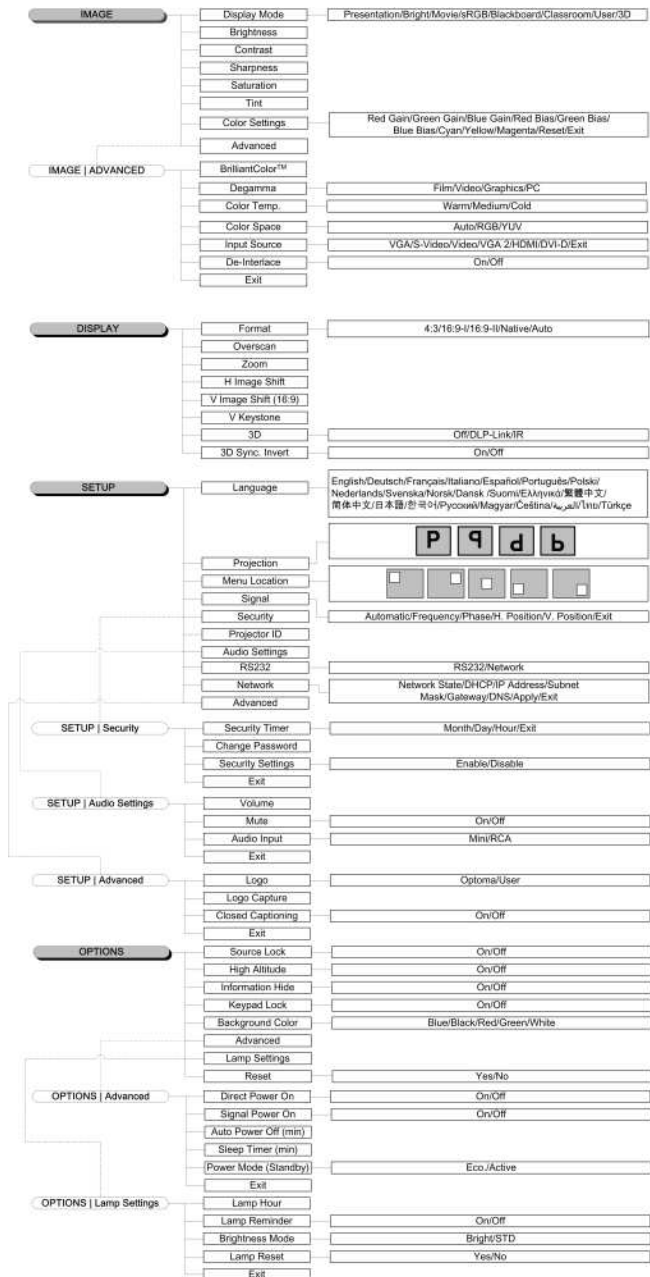 IMAGE
Display Mode
Presentation/Bright/Movie/sRGB/Blackboard/Classroom/User/3D
Brightness
Contrast
Sharpness
Saturation
Tint
Color Settings
Red Gain/Green Gain/Blue Gain/Red Bias/Green Bias/
Blue Bias/Cyan/Yellow/Magenta/Reset/Exit
Advanced
IMAGE | ADVANCED
BrilliantColor™
Degamma
Film/Video/Graphics/PC
Color Temp.
Warm/Medium/Cold
Color Space
Auto/RGB/YUV
Input Source
VGA/S-Video/Video/VGA 2/HDMI/DVI-D/Exit
De-Interlace
On/Off
Exit
DISPLAY
Format
4:3/16:9-I/16:9-II/Native/Auto
Overscan
Zoom
H Image Shift
V Image Shift (16:9)
V Keystone
3D
Off/DLP-Link/IR
3D Sync. Invert
On/Off
SETUP
Language
English/Deutsch/Français/Italiano/Español/Português/Polski/
Nederlands/Svenska/Norsk/Dansk /Suomi/Ελληνικά/繁體中文/
简体中文/日本語/한국어/Русский/Magyar/Čeština/العربية/ไทย/Türkçe
P P P P
Projection
Menu Location
Signal
Automatic/Frequency/Phase/H. Position/V. Position/Exit
Security
Projector ID
Audio Settings
RS232
RS232/Network
Network
Network State/DHCP/IP Address/Subnet
Mask/Gateway/DNS/Apply/Exit
Advanced
SETUP | Security
Security Timer
Month/Day/Hour/Exit
Change Password
Security Settings
Enable/Disable
Exit
SETUP | Audio Settings
Volume
Mute
On/Off
Audio Input
Mini/RCA
Exit
SETUP | Advanced
Logo
Optoma/User
Logo Capture
Closed Captioning
On/Off
Exit
OPTIONS
Source Lock
On/Off
High Altitude
On/Off
Information Hide
On/Off
Keypad Lock
On/Off
Background Color
Blue/Black/Red/Green/White
Advanced
Lamp Settings
Reset
Yes/No
OPTIONS | Advanced
Direct Power On
On/Off
Signal Power On
On/Off
Auto Power Off (min)
Sleep Timer (min)
Power Mode (Standby)
Eco./Active
Exit
OPTIONS | Lamp Settings
Lamp Hour
Lamp Reminder
On/Off
Brightness Mode
Bright/STD
Lamp Reset
Yes/No
Exit